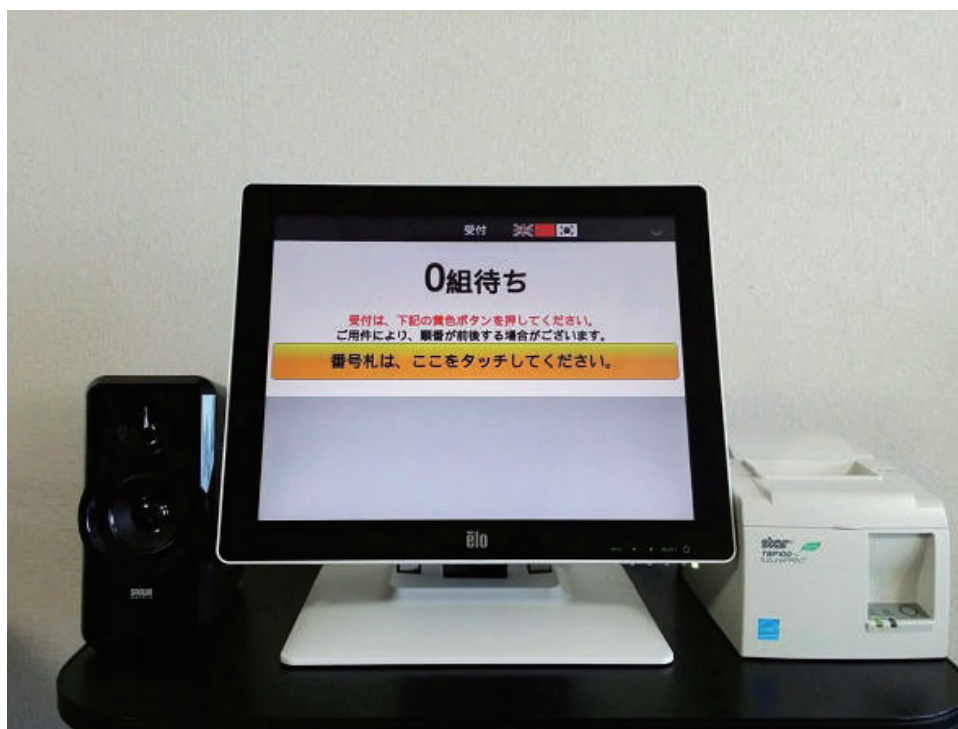 受付
0組待ち
受付は、下記の黄色ボタンを押してください。
ご用件により、順番が前後する場合がございます。
番号札は、ここをタッチしてください。
elo
star
TSP100